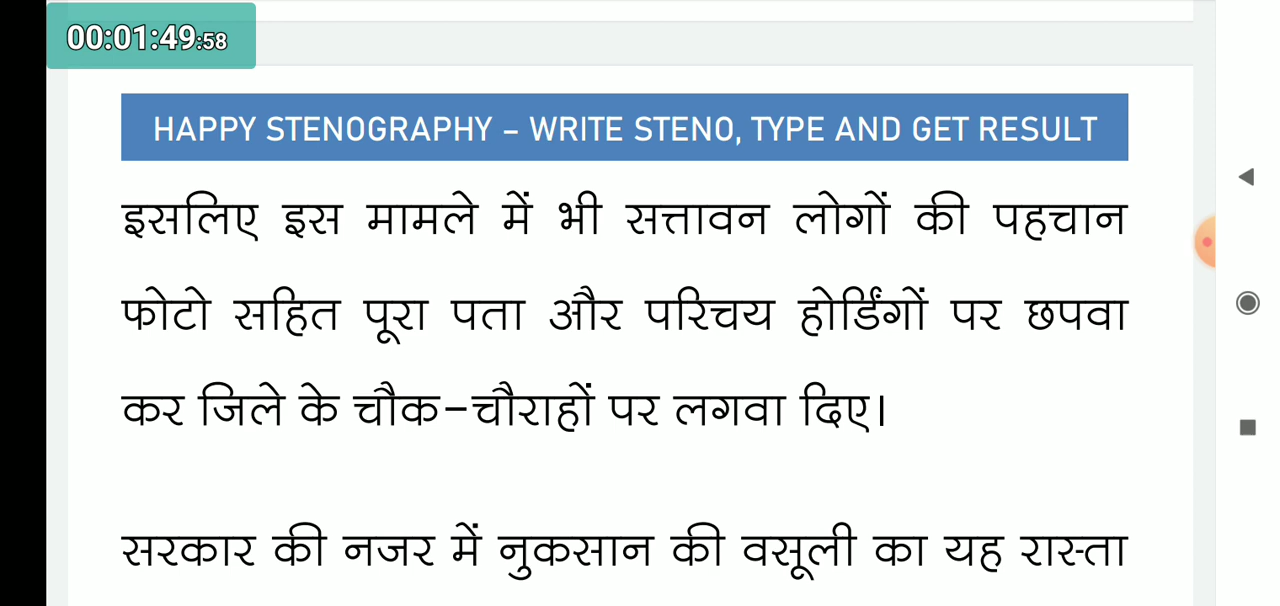 00:01:49:58
HAPPY STENOGRAPHY – WRITE STENO, TYPE AND GET RESULT
इसलिए इस मामले में भी सत्तावन लोगों की पहचान
फोटो सहित पूरा पता और परिचय होर्डिंगों पर छपवा
कर जिले के चौक–चौराहों पर लगवा दिए।
सरकार की नजर में नुकसान की वसूली का यह रास्ता